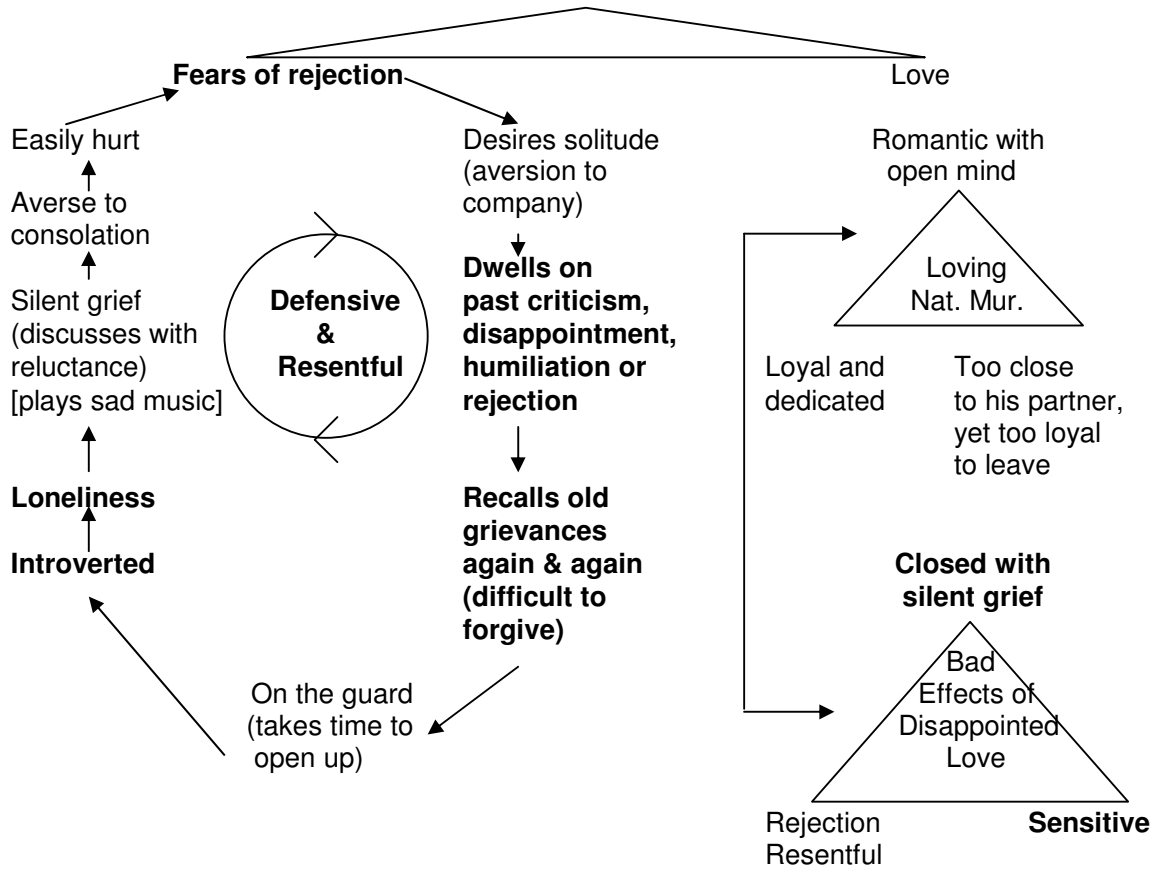 Fears of rejection
Love
Easily hurt
Desires solitude
(aversion to
company)
Romantic with
open mind
Averse to
consolation
Defensive
&
Resentful
Dwells on
past criticism,
disappointment,
humiliation or
rejection
Loving
Nat. Mur.
Silent grief
(discusses with
reluctance)
[plays sad music]
Loyal and
dedicated
Too close
to his partner,
yet too loyal
to leave
Loneliness
Introverted
Recalls old
grievances
again & again
(difficult to
forgive)
Closed with
silent grief
Bad
Effects of
Disappointed
Love
On the guard
(takes time to
open up)
Rejection
Resentful
Sensitive